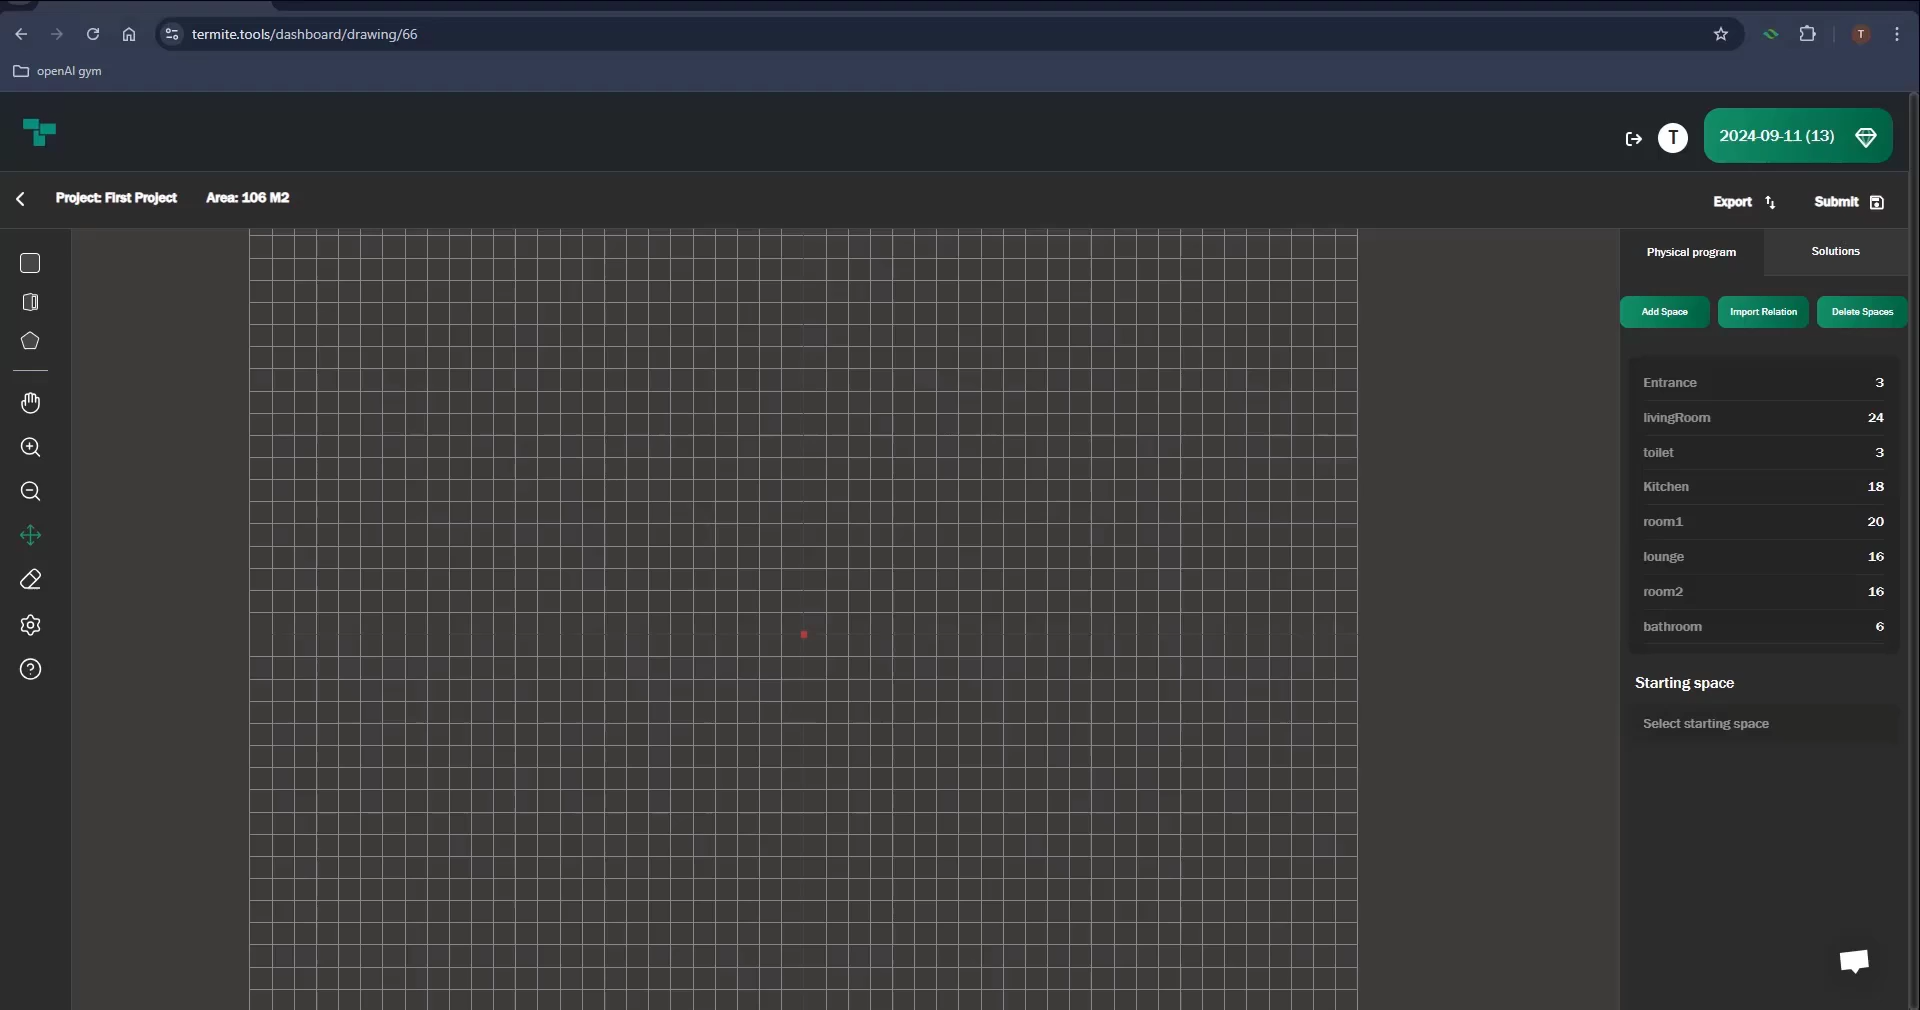 termite.tools/dashboard/drawing/66
T
openAI gym
T
2024-09-11 (13)
Project: First Project Area: 106 M2
Export
Submit
Physical program
Solutions
Add Space
Import Relation
Delete Spaces
Entrance 3
livingRoom 24
toilet 3
Kitchen 18
room1 20
lounge 16
room2 16
bathroom 6
Starting space
Select starting space